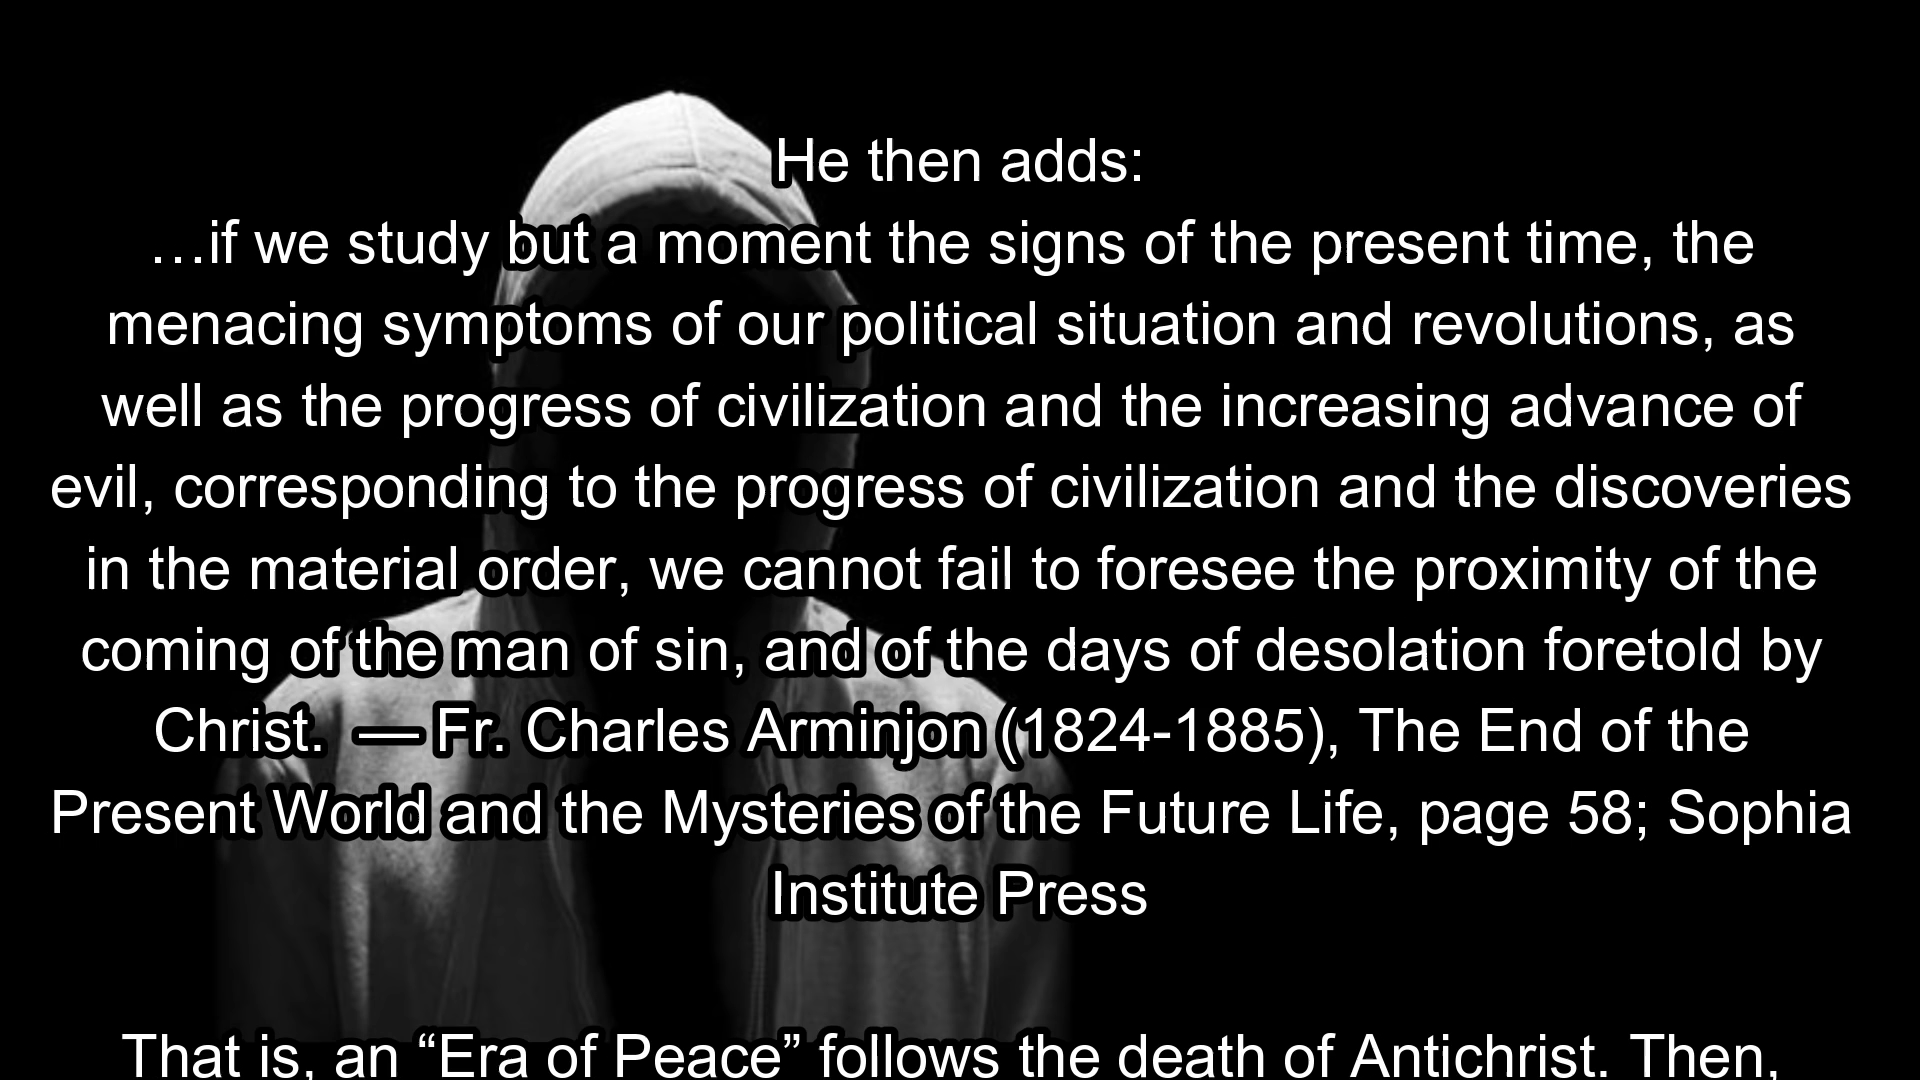 He then adds:
…if we study but a moment the signs of the present time, the
menacing symptoms of our political situation and revolutions, as
well as the progress of civilization and the increasing advance of
evil, corresponding to the progress of civilization and the discoveries
in the material order, we cannot fail to foresee the proximity of the
coming of the man of sin, and of the days of desolation foretold by
Christ.  — Fr. Charles Arminjon (1824-1885), The End of the
Present World and the Mysteries of the Future Life, page 58; Sophia
Institute Press
That is, an “Era of Peace” follows the death of Antichrist. Then,